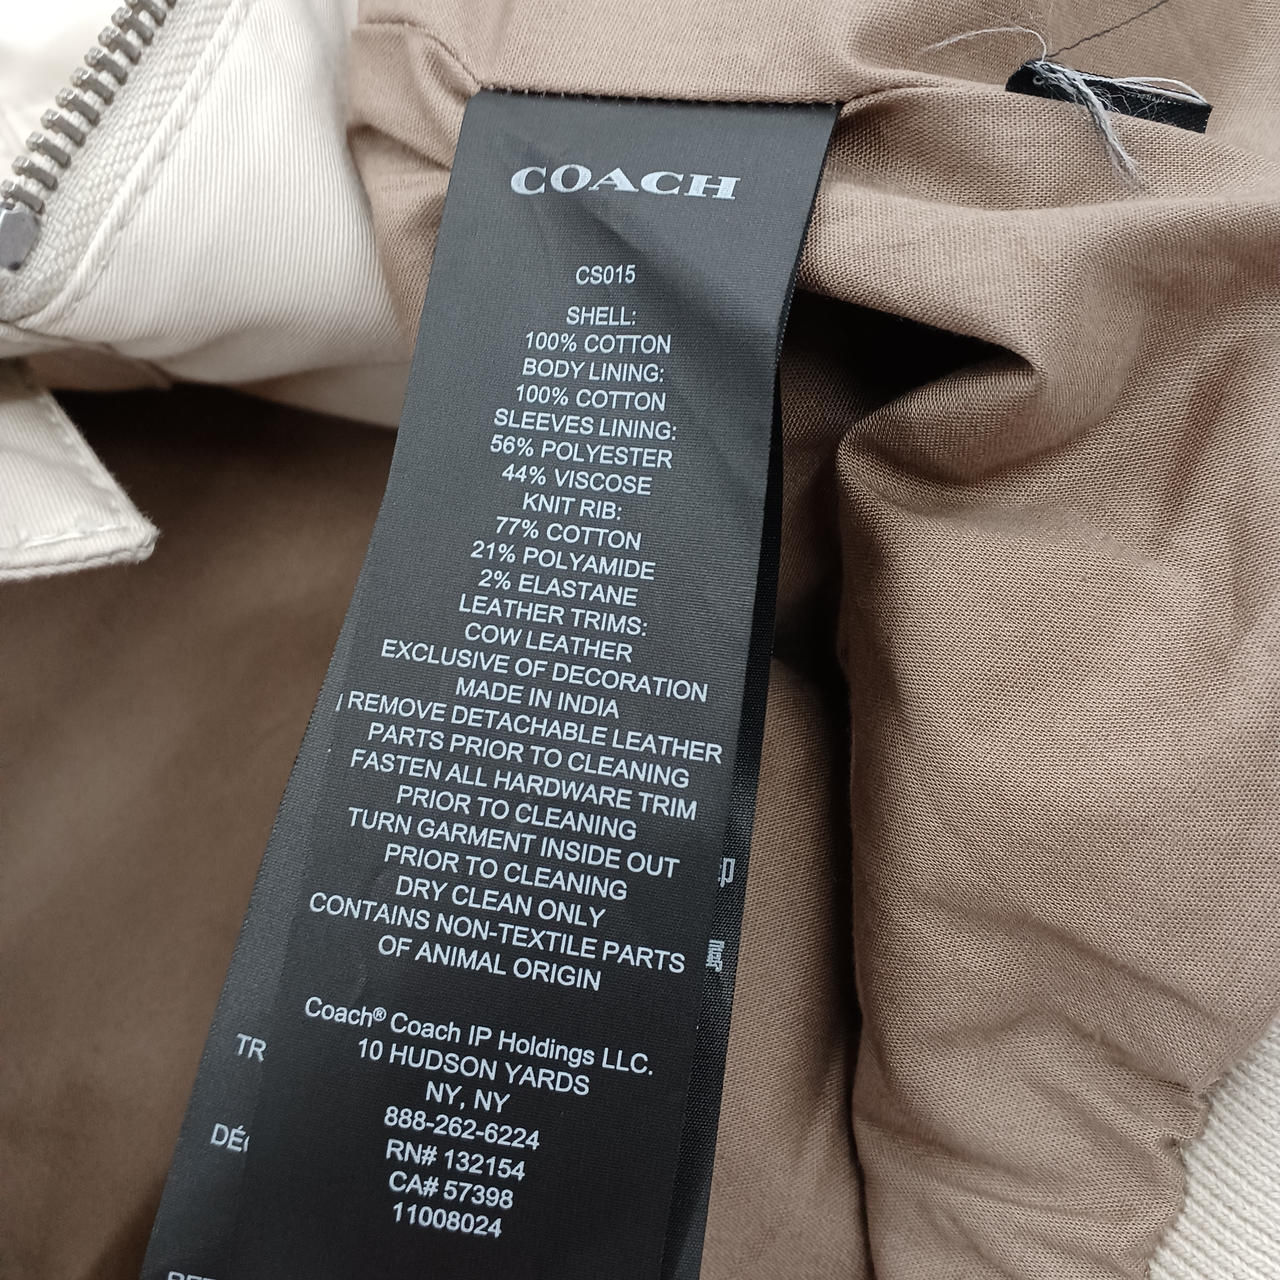 COACH
CS015
SHELL:
100% COTTON
BODY LINING:
100% COTTON
SLEEVES LINING:
56% POLYESTER
44% VISCOSE
KNIT RIB:
77% COTTON
21% POLYAMIDE
2% ELASTANE
LEATHER TRIMS:
COW LEATHER
EXCLUSIVE OF DECORATION
MADE IN INDIA
REMOVE DETACHABLE LEATHER
PARTS PRIOR TO CLEANING
FASTEN ALL HARDWARE TRIM
PRIOR TO CLEANING
TURN GARMENT INSIDE OUT
PRIOR TO CLEANING
DRY CLEAN ONLY
CONTAINS NON-TEXTILE PARTS
OF ANIMAL ORIGIN
Coach® Coach IP Holdings LLC.
10 HUDSON YARDS
NY, NY
888-262-6224
RN# 132154
CA# 57398
11008024
TR